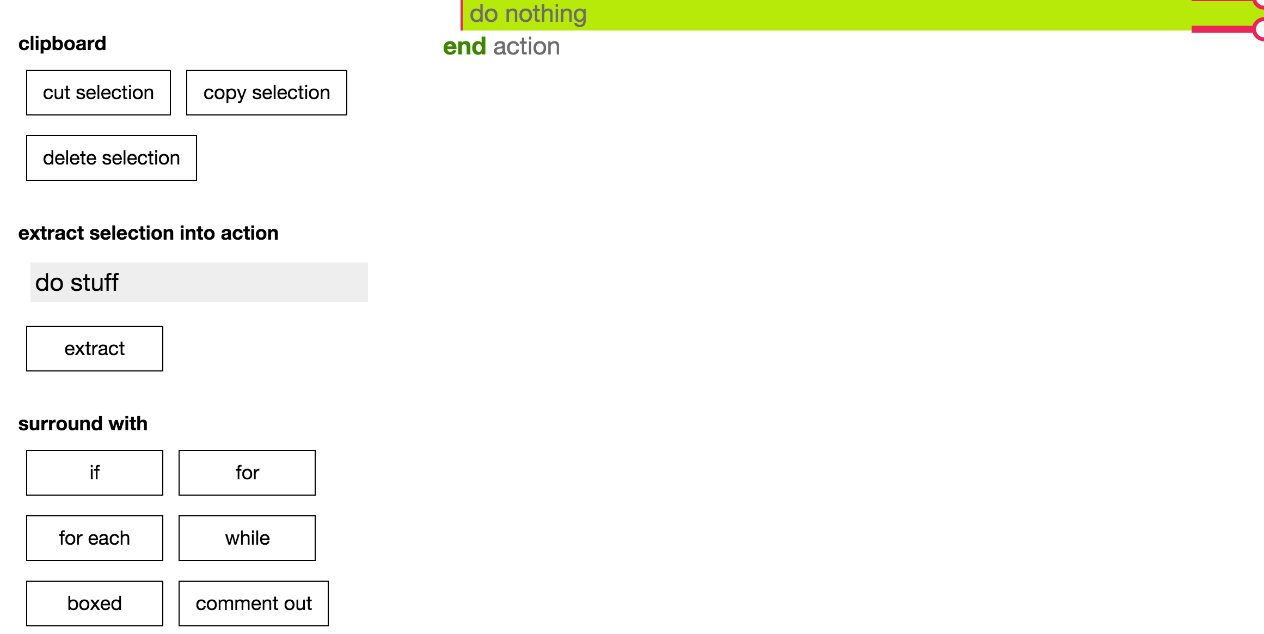 do nothing
end action
clipboard
cut selection
copy selection
delete selection
extract selection into action
do stuff
extract
surround with
if
for
for each
while
boxed
comment out